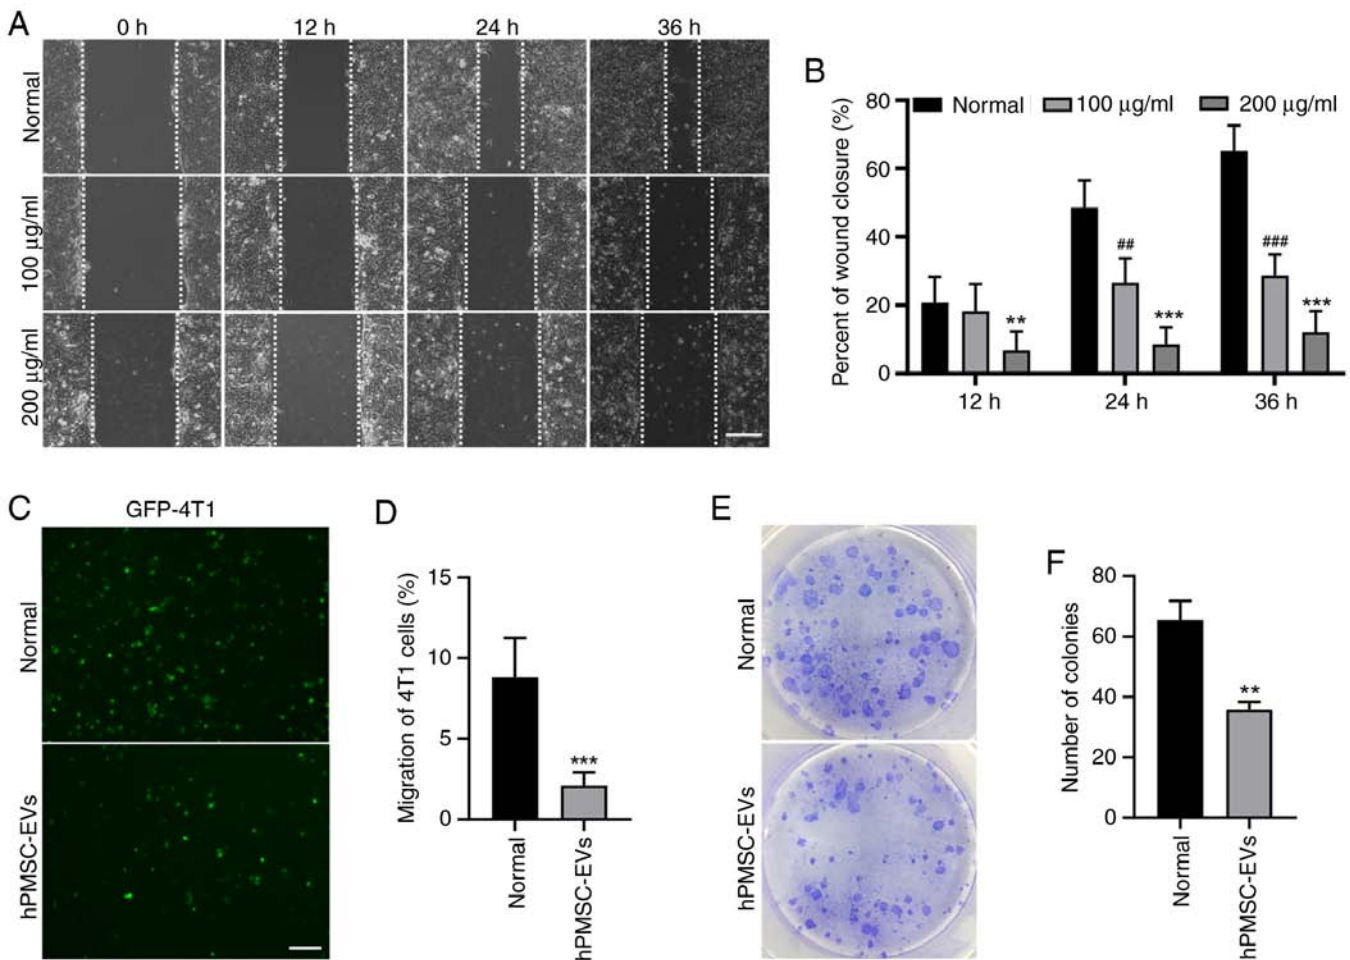 A
0 h
12 h
24 h
36 h
Normal
100 μg/ml
200 μg/ml
B
Percent of wound closure (%)
80
60
40
20
0
Normal
100 μg/ml
200 μg/ml
**
##
***
###
***
12 h
24 h
36 h
C
GFP-4T1
Normal
hPMSC-EVs
D
Migration of 4T1 cells (%)
15
10
5
0
***
Normal
hPMSC-EVs
E
Normal
hPMSC-EVs
F
Number of colonies
80
60
40
20
0
**
Normal
hPMSC-EVs